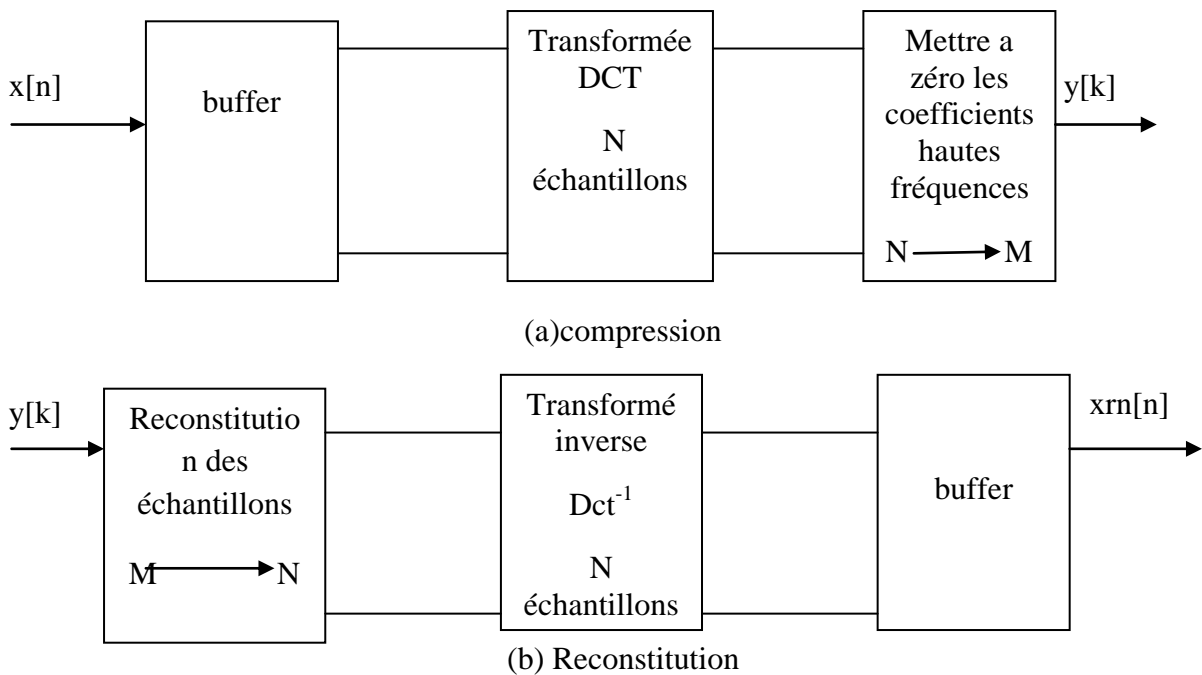 x[n]
buffer
Transformée
DCT
N
échantillons
Mettre a
zéro les
coefficients
hautes
fréquences
N M
y[k]
(a)compression
y[k]
Reconstitutio
n des
échantillons
M N
Transformé
inverse
Dct-1
N
échantillons
buffer
xrn[n]
(b) Reconstitution